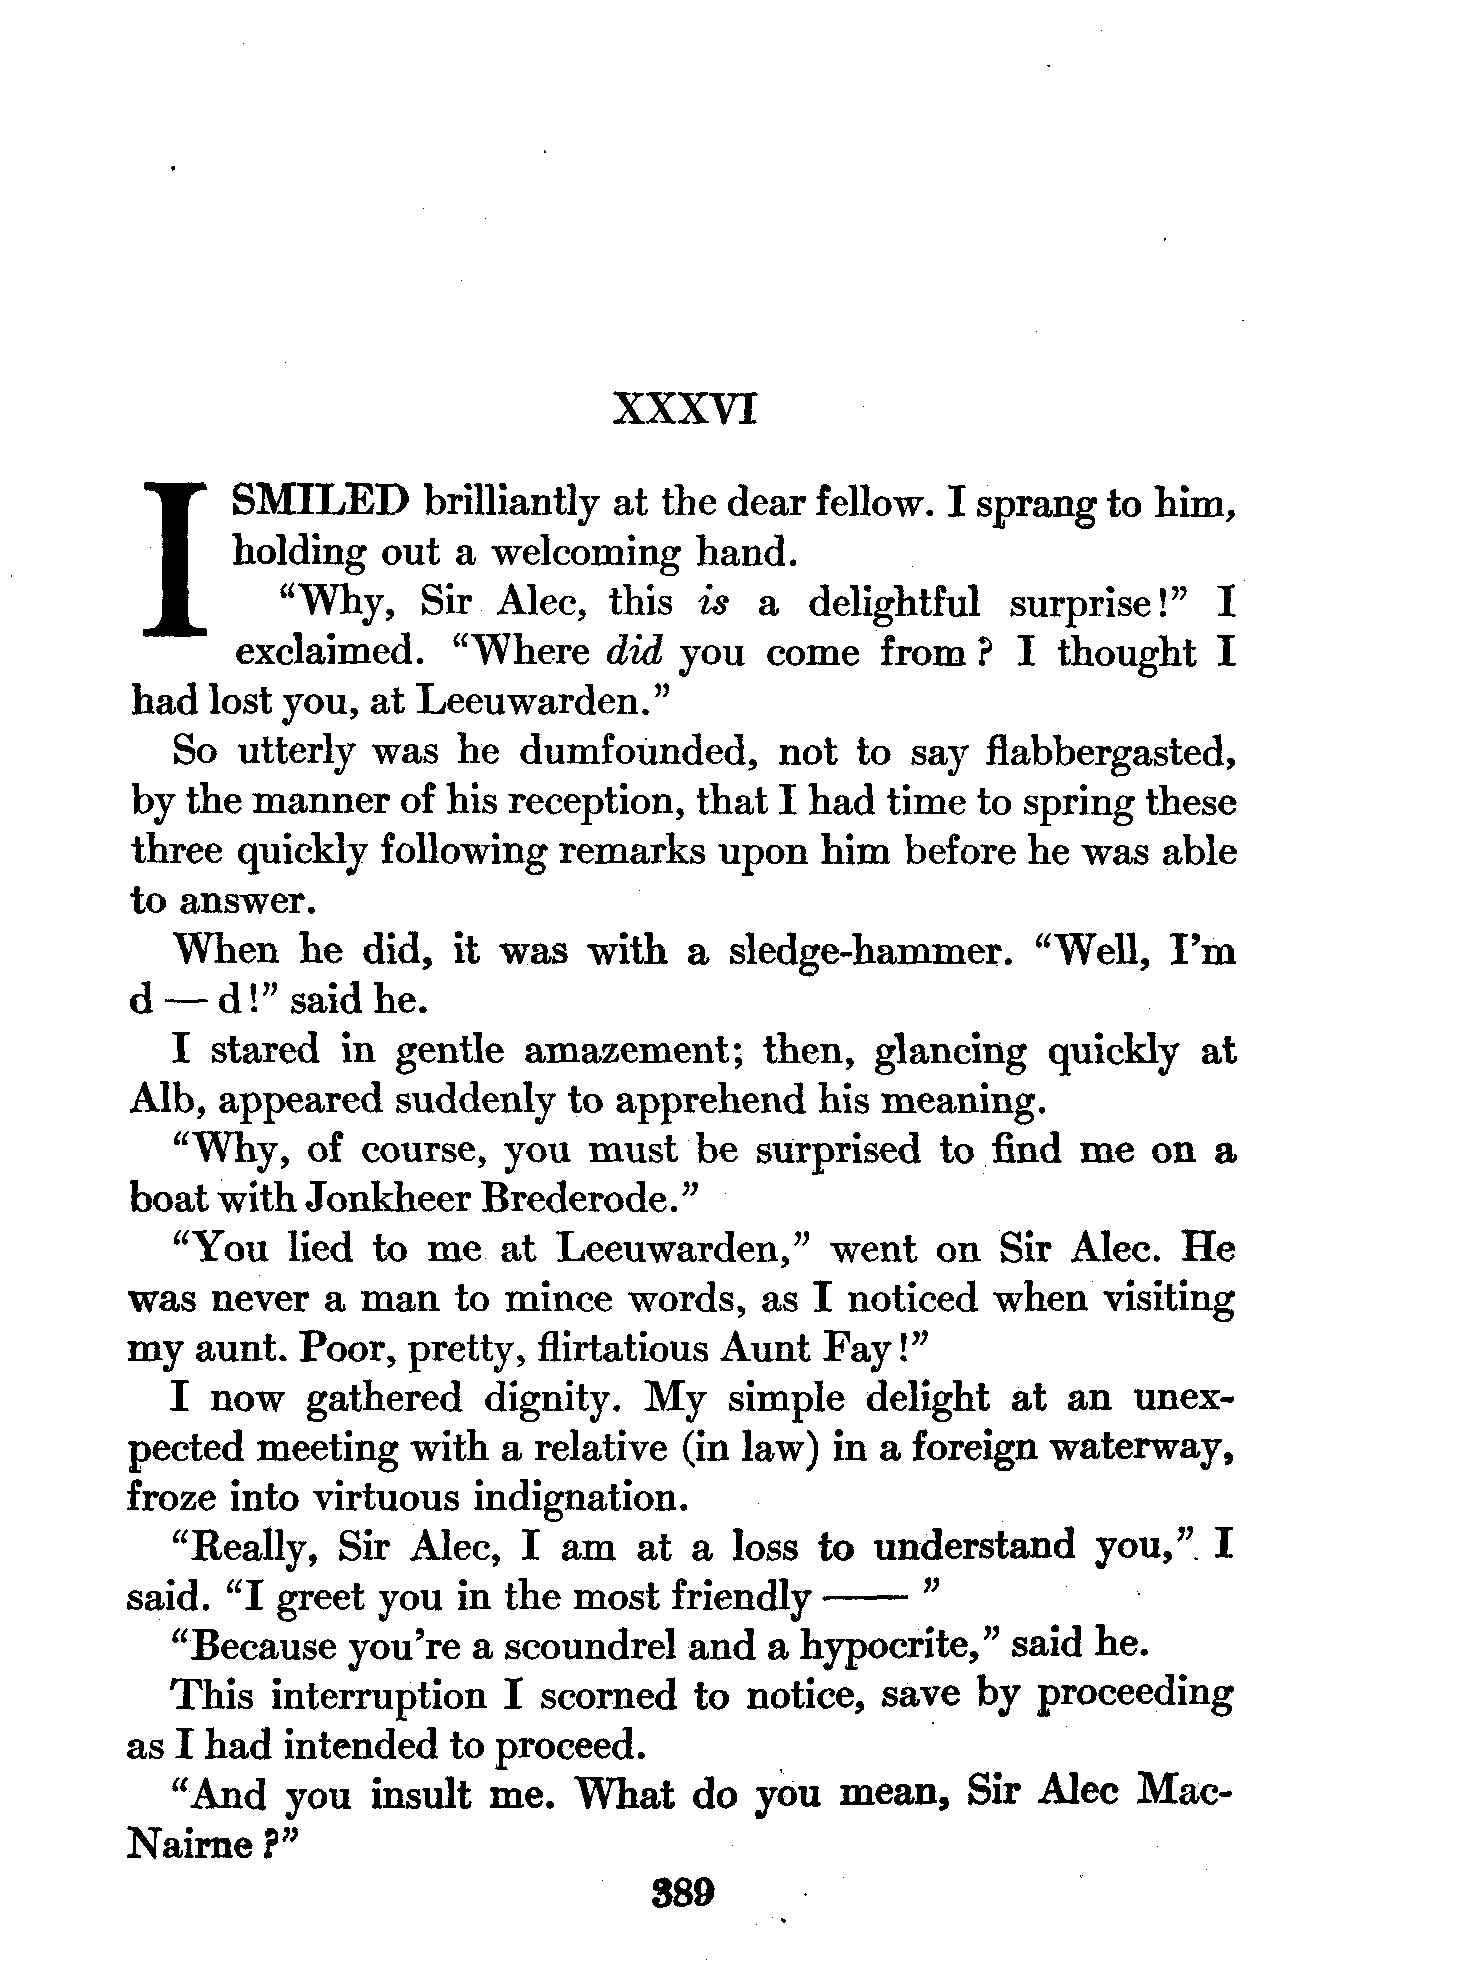 XXXVI
I SMILED brilliantly at the dear fellow. I sprang to him,
holding out a welcoming hand.
“Why, Sir Alec, this is a delightful surprise!” I
exclaimed. “Where did you come from? I thought I
had lost you, at Leeuwarden.”
So utterly was he dumfounded, not to say flabbergasted,
by the manner of his reception, that I had time to spring these
three quickly following remarks upon him before he was able
to answer.
When he did, it was with a sledge-hammer. “Well, I’m
d — d!” said he.
I stared in gentle amazement; then, glancing quickly at
Alb, appeared suddenly to apprehend his meaning.
“Why, of course, you must be surprised to find me on a
boat with Jonkheer Brederode.”
“You lied to me at Leeuwarden,” went on Sir Alec. He
was never a man to mince words, as I noticed when visiting
my aunt. Poor, pretty, flirtatious Aunt Fay!”
I now gathered dignity. My simple delight at an unex-
pected meeting with a relative (in law) in a foreign waterway,
froze into virtuous indignation.
“Really, Sir Alec, I am at a loss to understand you,” I
said. “I greet you in the most friendly —— ”
“Because you’re a scoundrel and a hypocrite,” said he.
This interruption I scorned to notice, save by proceeding
as I had intended to proceed.
“And you insult me. What do you mean, Sir Alec Mac-
Nairne?”
389